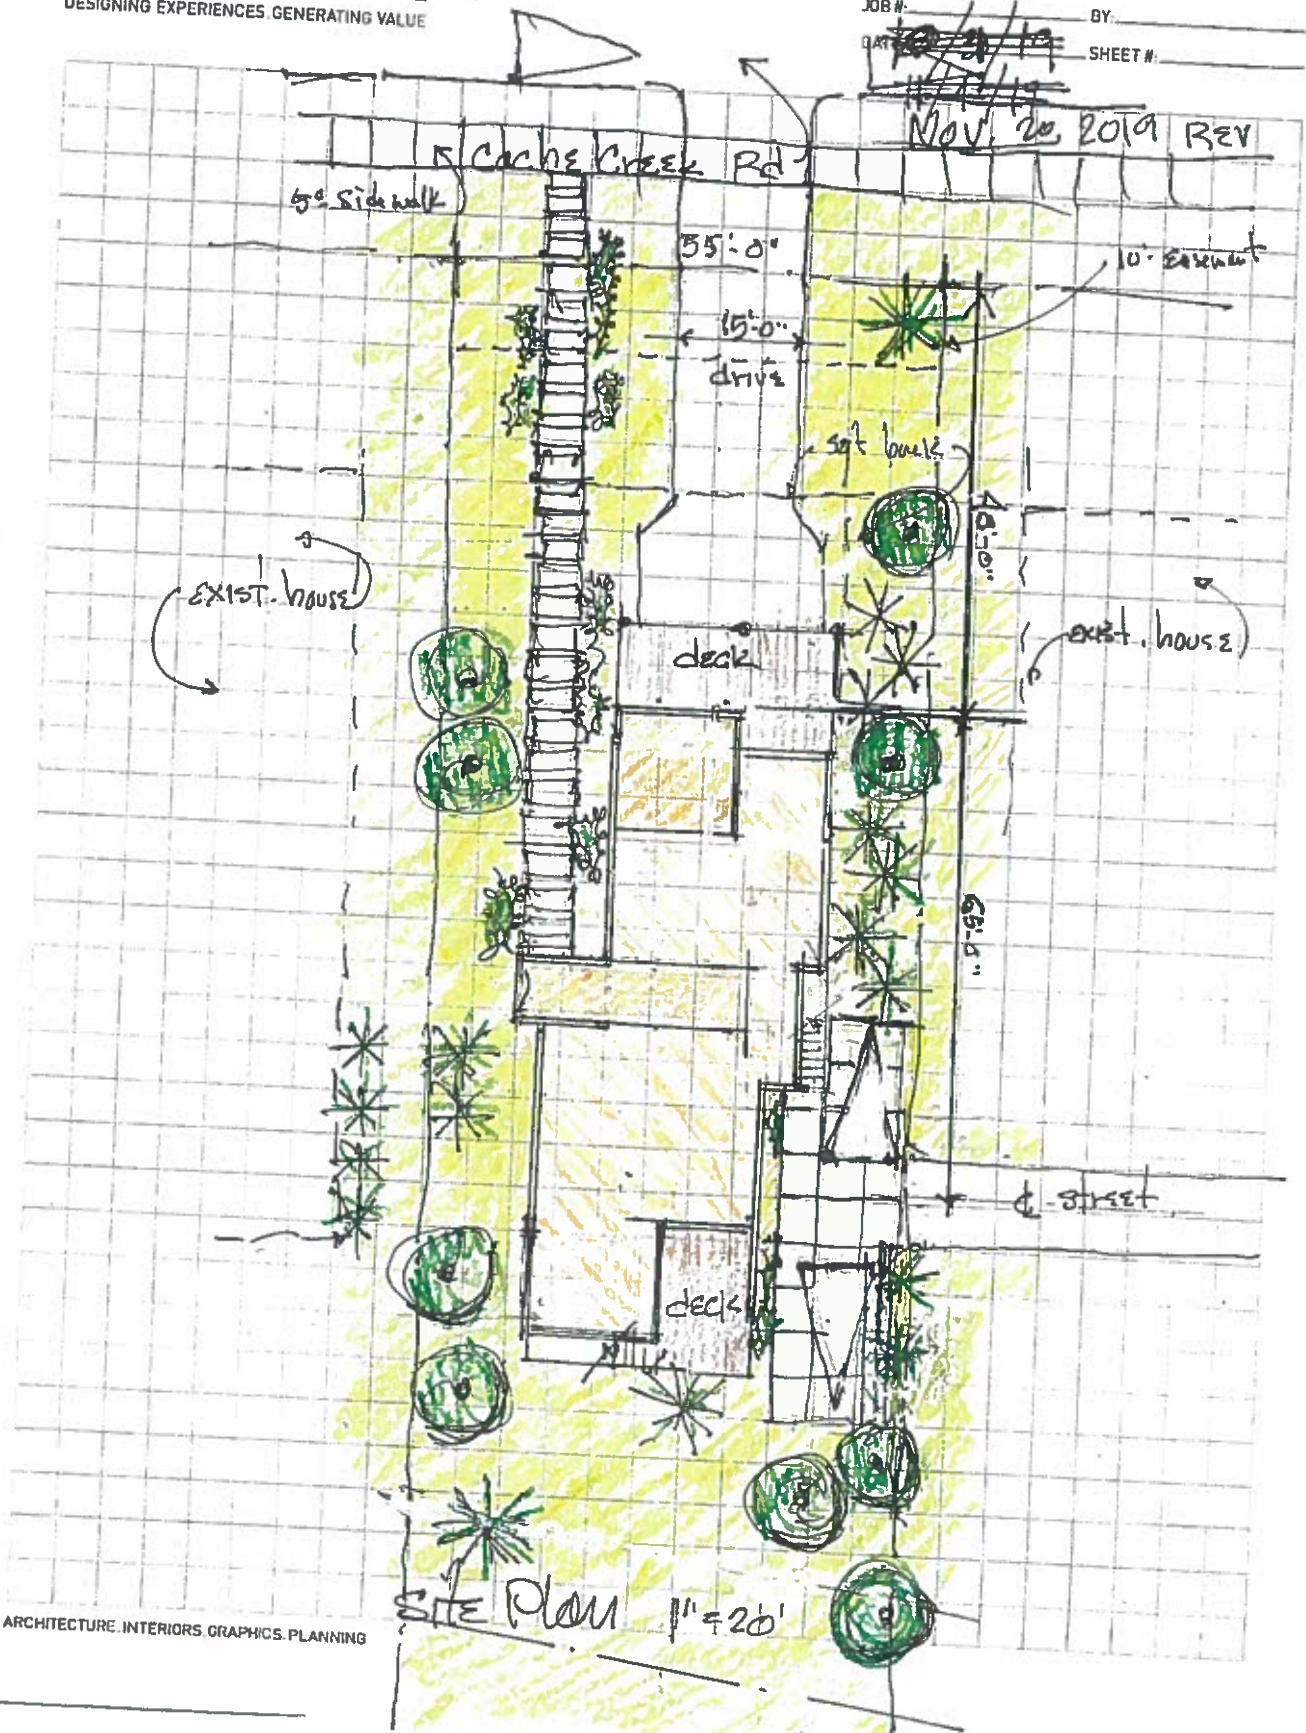 DESIGNING EXPERIENCES. GENERATING VALUE
JOB #:
BY:
SHEET #:
Nov 20, 2019 REV
Cache Creek Rd
sidewalk
55'-0"
10' easement
15'-0"
drive
set back
exist. house
exist. house
deck
65'-0"
street
deck
SITE Plan 1" = 20'
ARCHITECTURE. INTERIORS. GRAPHICS. PLANNING